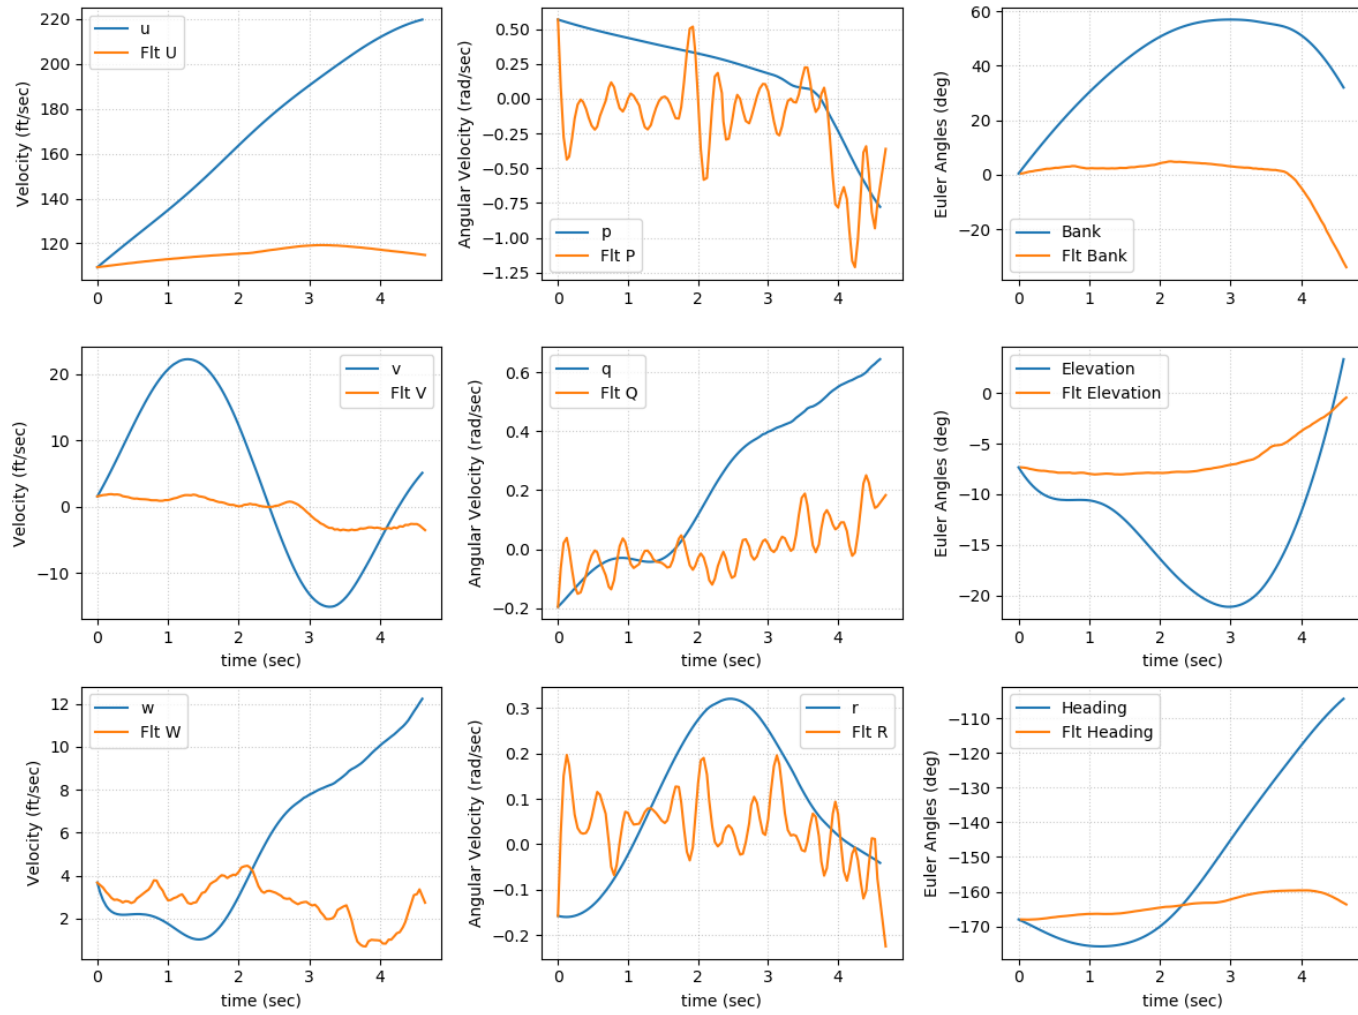 u
Flt U
Velocity (ft/sec)
220
200
180
160
140
120
0 1 2 3 4
p
Flt P
Angular Velocity (rad/sec)
0.50
0.25
0.00
−0.25
−0.50
−0.75
−1.00
−1.25
0 1 2 3 4
Bank
Flt Bank
Euler Angles (deg)
60
40
20
0
−20
0 1 2 3 4
v
Flt V
Velocity (ft/sec)
20
10
0
−10
0 1 2 3 4
time (sec)
q
Flt Q
Angular Velocity (rad/sec)
0.6
0.4
0.2
0.0
−0.2
0 1 2 3 4
time (sec)
Elevation
Flt Elevation
Euler Angles (deg)
0
−5
−10
−15
−20
0 1 2 3 4
time (sec)
w
Flt W
Velocity (ft/sec)
12
10
8
6
4
2
0 1 2 3 4
time (sec)
r
Flt R
Angular Velocity (rad/sec)
0.3
0.2
0.1
0.0
−0.1
−0.2
0 1 2 3 4
time (sec)
Heading
Flt Heading
Euler Angles (deg)
−110
−120
−130
−140
−150
−160
−170
0 1 2 3 4
time (sec)